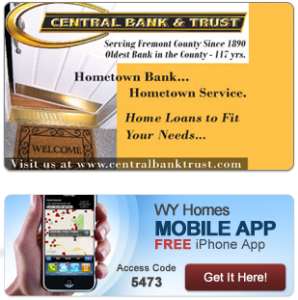 CENTRAL BANK & TRUST
Serving Fremont County Since 1890
Oldest Bank in the County - 117 yrs.
Hometown Bank...
Hometown Service.
Home Loans to Fit
Your Needs...
WELCOME
Visit us at www.centralbanktrust.com
WY Homes
MOBILE APP
FREE iPhone App
Access Code
5473
Get It Here!